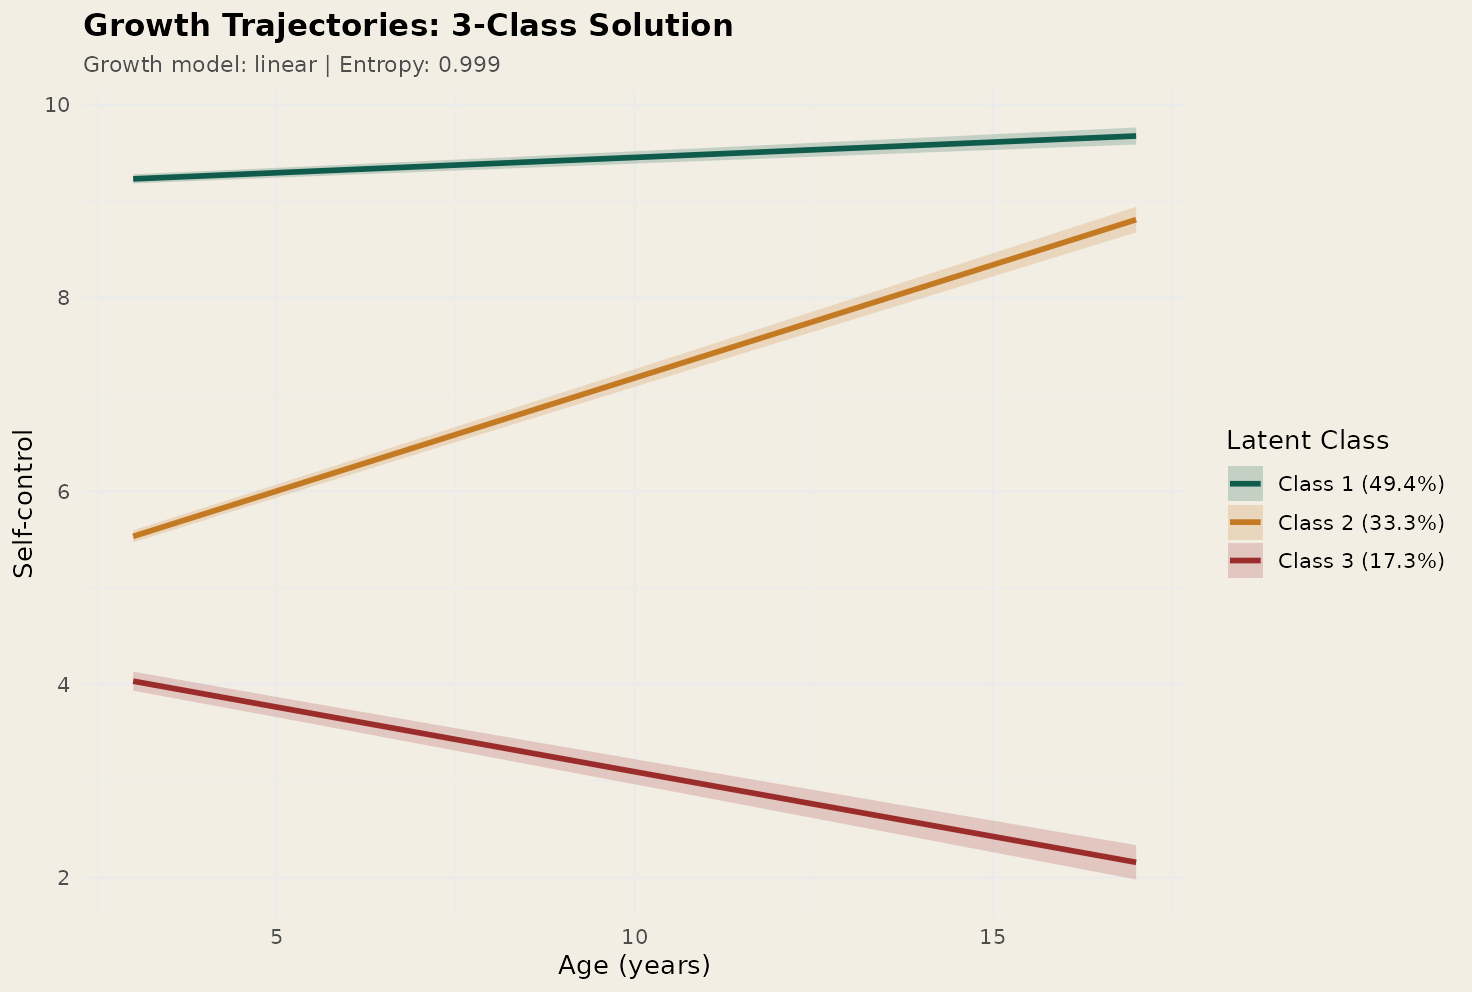 Growth Trajectories: 3-Class Solution
Growth model: linear | Entropy: 0.999
10
8
6
4
2
Self-control
5
10
15
Age (years)
Latent Class
Class 1 (49.4%)
Class 2 (33.3%)
Class 3 (17.3%)